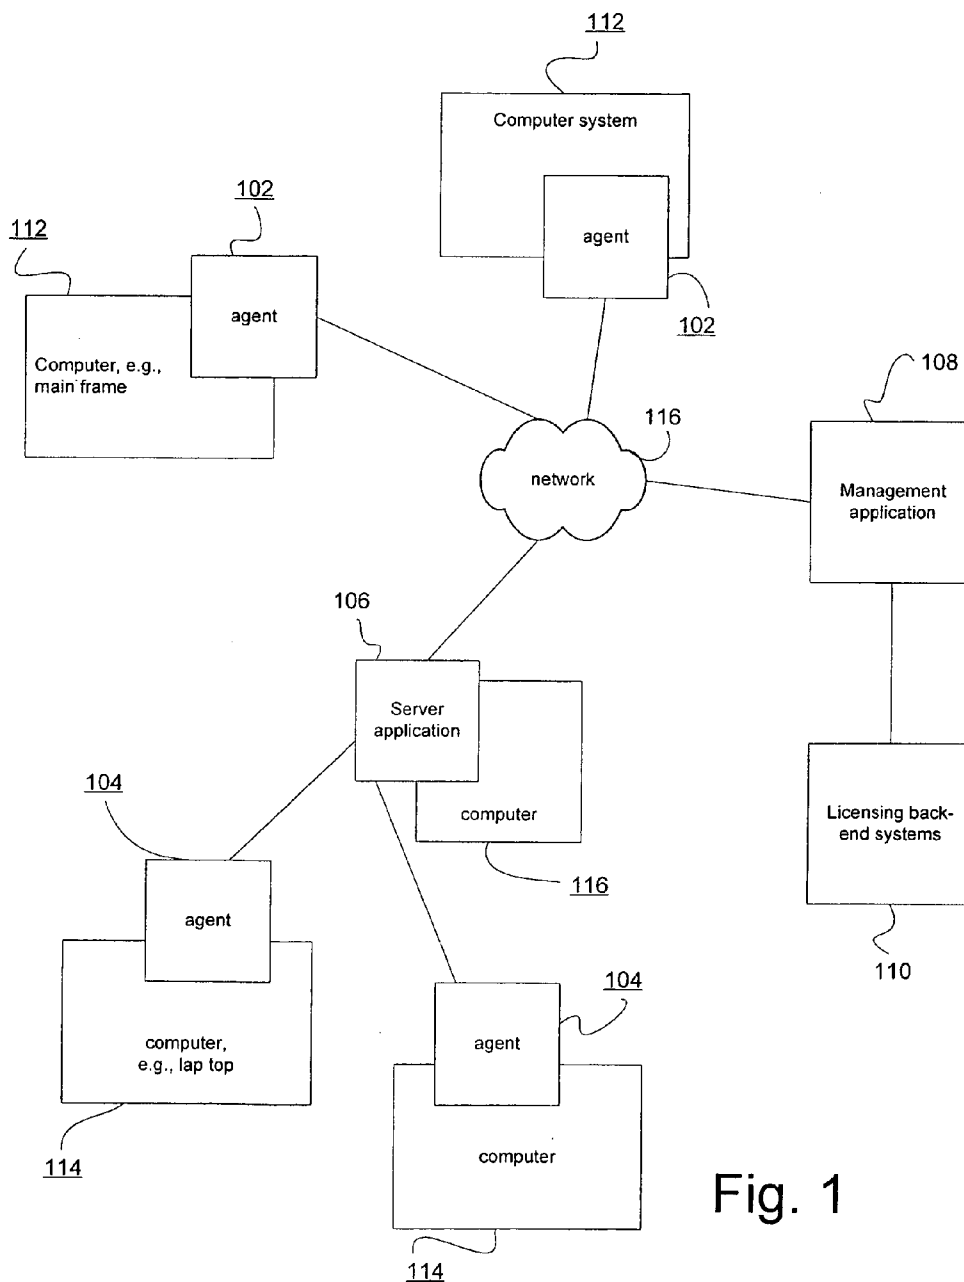 112
Computer system
agent
102
102
112
agent
Computer, e.g.,
main frame
108
116
network
Management
application
106
Server
application
computer
116
104
agent
computer,
e.g., lap top
114
Licensing back-
end systems
110
104
agent
computer
114
Fig. 1